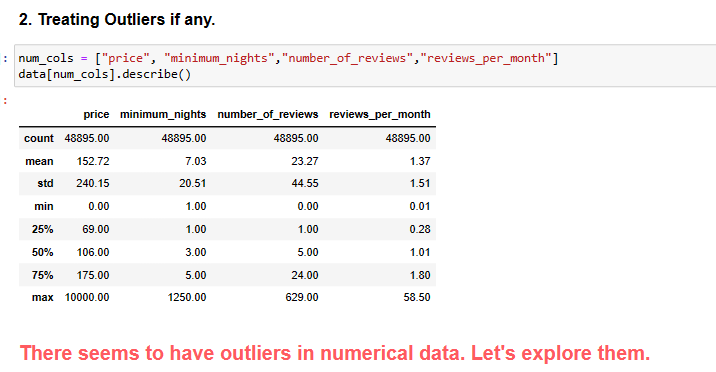 2. Treating Outliers if any.
: num_cols = ["price", "minimum_nights","number_of_reviews","reviews_per_month"]
data[num_cols].describe()
:
price minimum_nights number_of_reviews reviews_per_month
count 48895.00 48895.00 48895.00 48895.00
mean 152.72 7.03 23.27 1.37
std 240.15 20.51 44.55 1.51
min 0.00 1.00 0.00 0.01
25% 69.00 1.00 1.00 0.28
50% 106.00 3.00 5.00 1.01
75% 175.00 5.00 24.00 1.80
max 10000.00 1250.00 629.00 58.50
There seems to have outliers in numerical data. Let's explore them.